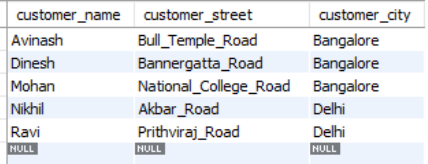 customer_name customer_street customer_city
Avinash Bull_Temple_Road Bangalore
Dinesh Bannergatta_Road Bangalore
Mohan National_College_Road Bangalore
Nikhil Akbar_Road Delhi
Ravi Prithviraj_Road Delhi
NULL NULL NULL